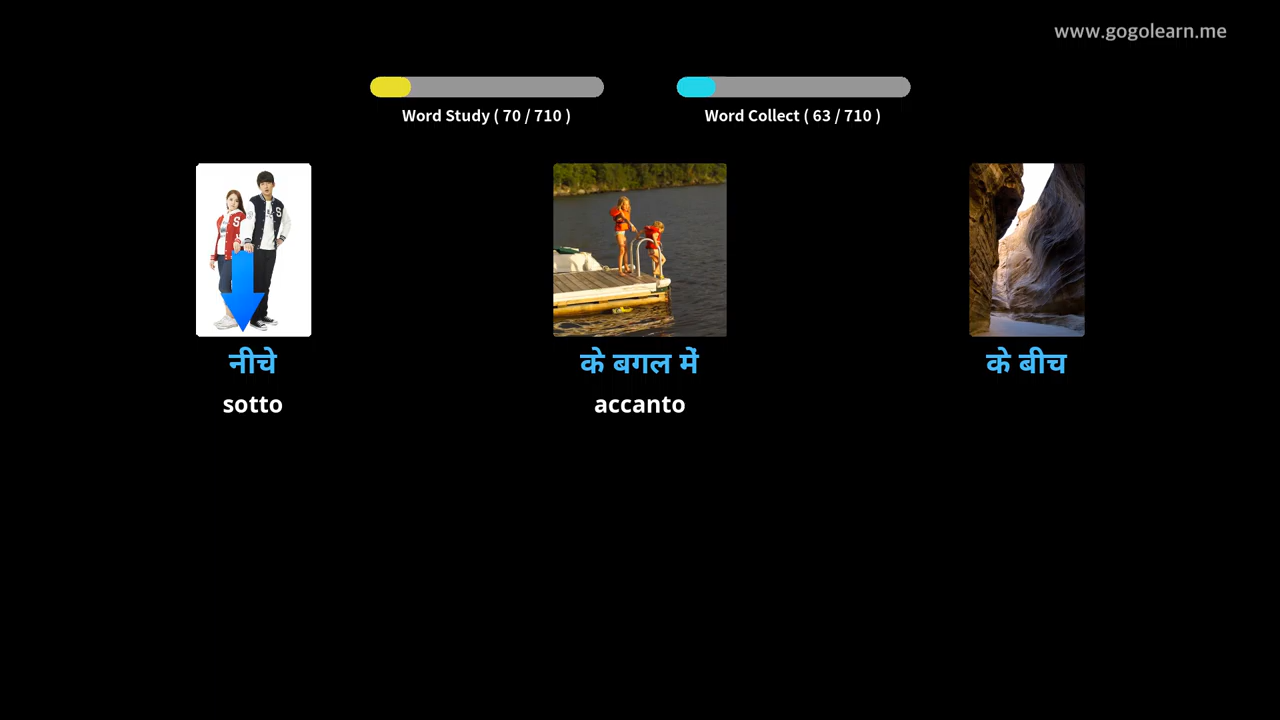 www.gogolearn.me
Word Study ( 70 / 710 )
Word Collect ( 63 / 710 )
नीचे
के बगल में
के बीच
sotto
accanto